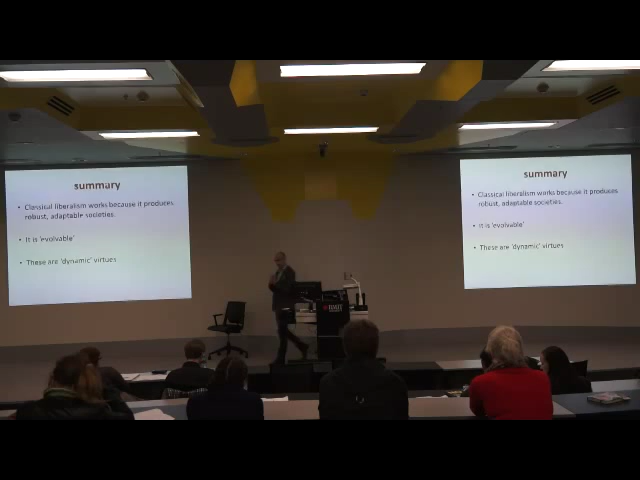 summary
• Classical liberalism works because it produces
robust, adaptable societies.
• It is 'evolvable'
• These are 'dynamic' virtues
summary
• Classical liberalism works because it produces
robust, adaptable societies.
• It is 'evolvable'
• These are 'dynamic' virtues
RMIT